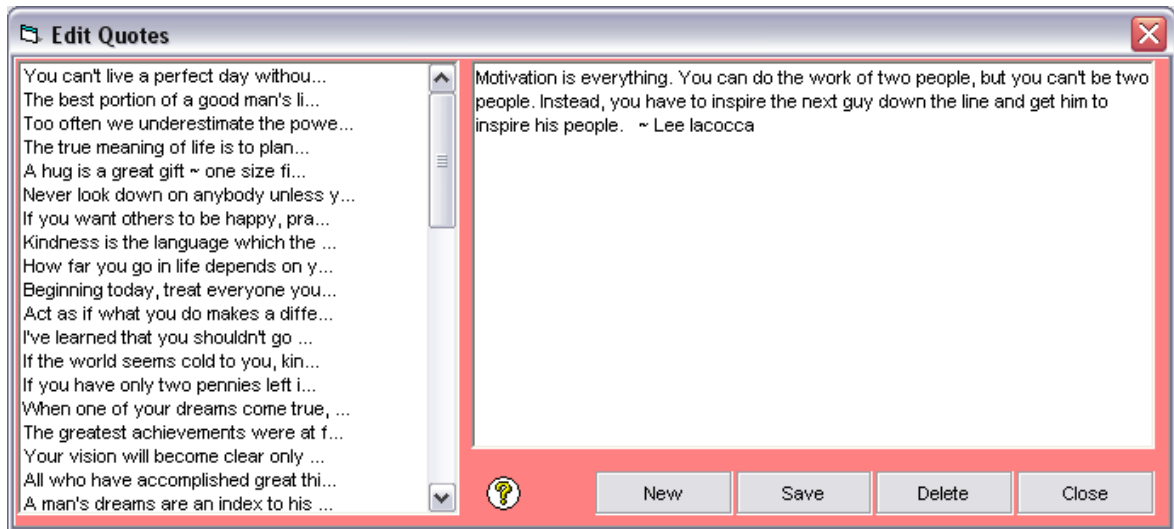 Edit Quotes
You can't live a perfect day withou...
The best portion of a good man's li...
Too often we underestimate the powe...
The true meaning of life is to plan...
A hug is a great gift ~ one size fi...
Never look down on anybody unless y...
If you want others to be happy, pra...
Kindness is the language which the ...
How far you go in life depends on y...
Beginning today, treat everyone you...
Act as if what you do makes a diffe...
I've learned that you shouldn't go ...
If the world seems cold to you, kin...
If you have only two pennies left i...
When one of your dreams come true, ...
The greatest achievements were at f...
Your vision will become clear only ...
All who have accomplished great thi...
A man's dreams are an index to his ...
Motivation is everything. You can do the work of two people, but you can't be two
people. Instead, you have to inspire the next guy down the line and get him to
inspire his people.   ~ Lee Iacocca
? New Save Delete Close